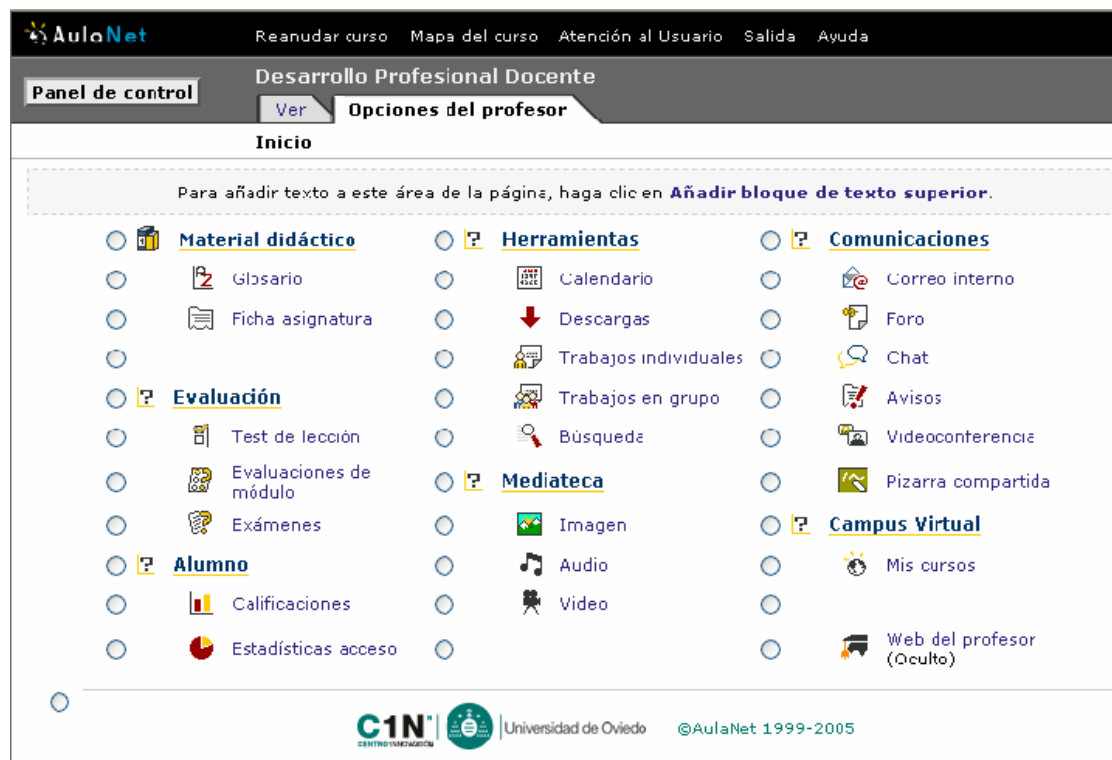 AulaNet
Reanudar curso Mapa del curso Atención al Usuario Salida Ayuda
Panel de control
Desarrollo Profesional Docente
Ver Opciones del profesor
Inicio
Para añadir texto a este área de la página, haga clic en Añadir bloque de texto superior.
Material didáctico
Glosario
Ficha asignatura
Evaluación
Test de lección
Evaluaciones de
módulo
Exámenes
Alumno
Calificaciones
Estadísticas acceso
Herramientas
Calendario
Descargas
Trabajos individuales
Trabajos en grupo
Búsqueda
Mediateca
Imagen
Audio
Video
Comunicaciones
Correo interno
Foro
Chat
Avisos
Videoconferencia
Pizarra compartida
Campus Virtual
Mis cursos
Web del profesor
(Oculto)
C1N
CENTROINNOVACIÓN
Universidad de Oviedo
©AulaNet 1999-2005